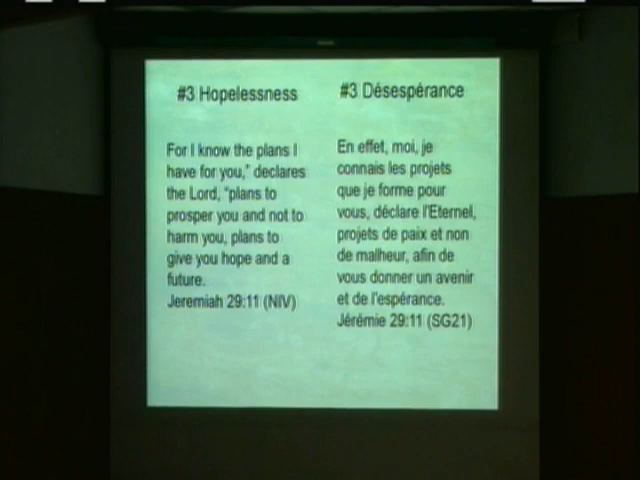 #3 Hopelessness
For I know the plans I
have for you," declares
the Lord, "plans to
prosper you and not to
harm you, plans to
give you hope and a
future.
Jeremiah 29:11 (NIV)
#3 Désespérance
En effet, moi, je
connais les projets
que je forme pour
vous, déclare l'Eternel,
projets de paix et non
de malheur, afin de
vous donner un avenir
et de l'espérance.
Jérémie 29:11 (SG21)